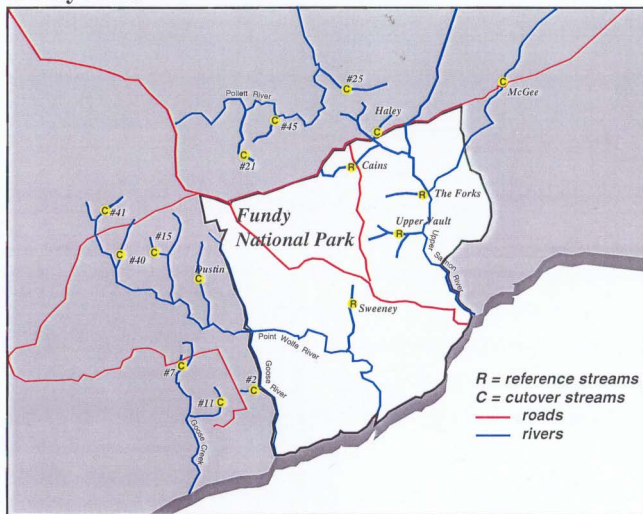 #25
C
Pollett River
Haley
C
McGee
C
#45
C
C
#21
R
Cains
R
The Forks
#41
C
#15
C
#40
C
Fundy
National Park
Upper Vault
R
Upper Salmon River
Dustin
C
R
Sweeney
Point Wolfe River
#7
C
#2
C
Goose River
#11
C
Goose Creek
R = reference streams
C = cutover streams
roads
rivers